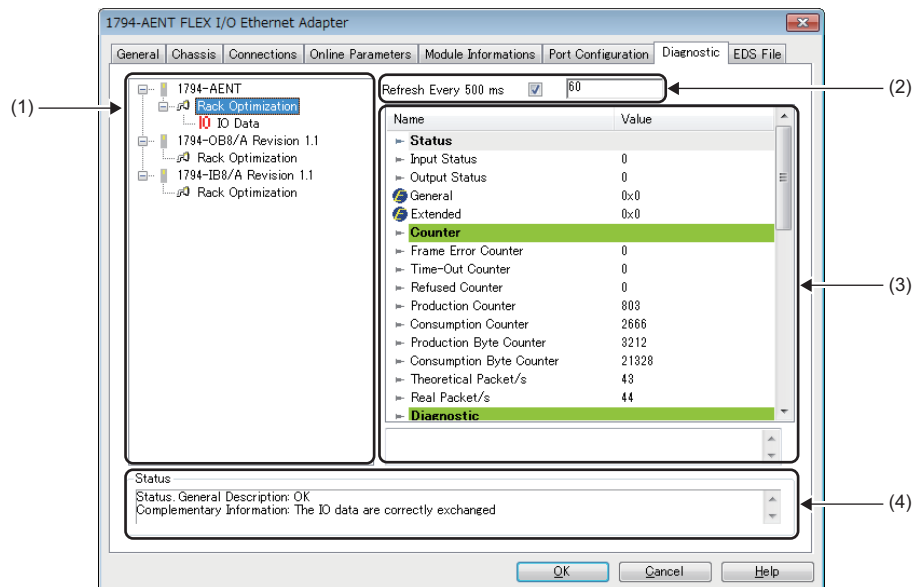 1794-AENT FLEX I/O Ethernet Adapter
General Chassis Connections Online Parameters Module Informations Port Configuration Diagnostic EDS File
(1)
1794-AENT
Rack Optimization
IO IO Data
1794-OB8/A Revision 1.1
Rack Optimization
1794-IB8/A Revision 1.1
Rack Optimization
Refresh Every 500 ms 60
(2)
Name Value
Status
Input Status 0
Output Status 0
General 0x0
Extended 0x0
Counter
Frame Error Counter 0
Time-Out Counter 0
Refused Counter 0
(3)
Production Counter 803
Consumption Counter 2666
Production Byte Counter 3212
Consumption Byte Counter 21328
Theoretical Packet/s 43
Real Packet/s 44
Diagnostic
Status
Status. General Description: OK
Complementary Information: The IO data are correctly exchanged
(4)
OK Cancel Help